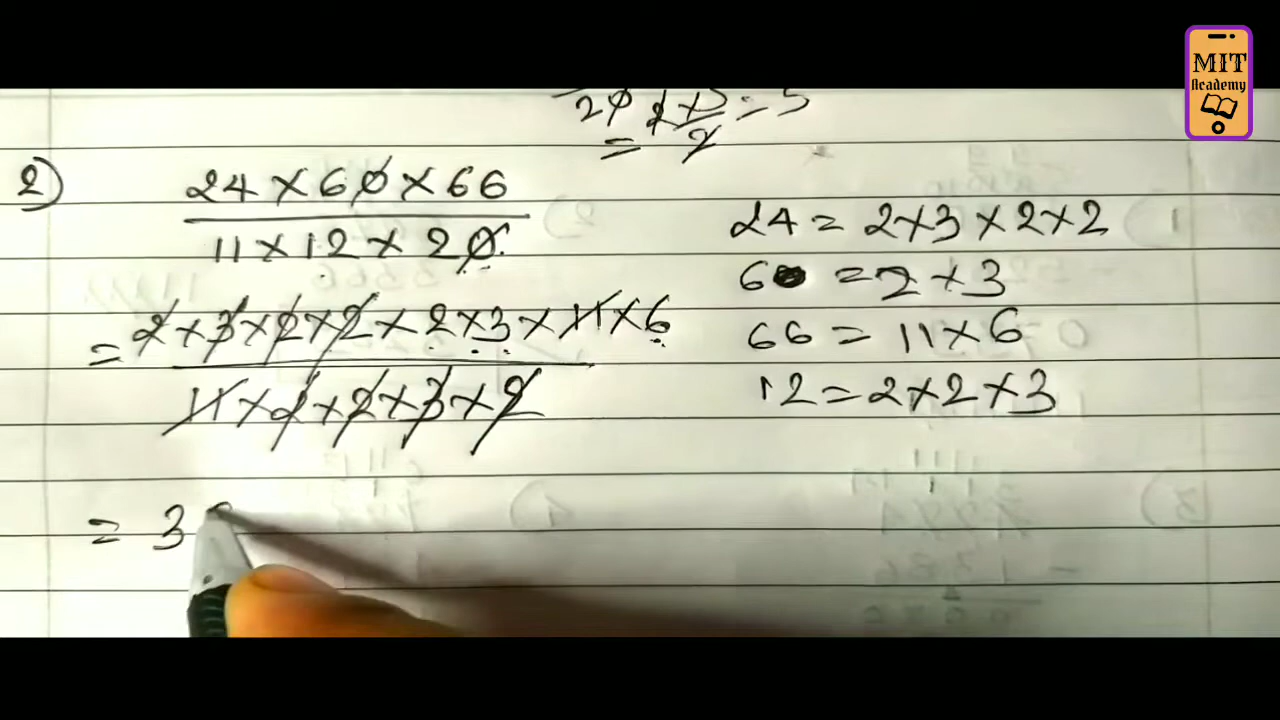 MIT
Academy
2) 24 × 60 × 66
11 × 12 × 20
= 2 × 3 × 2 × 2 × 2 × 3 × 11 × 6
11 × 2 × 2 × 3 × 2
= 3
24 = 2 × 3 × 2 × 2
6 = 2 × 3
66 = 11 × 6
12 = 2 × 2 × 3